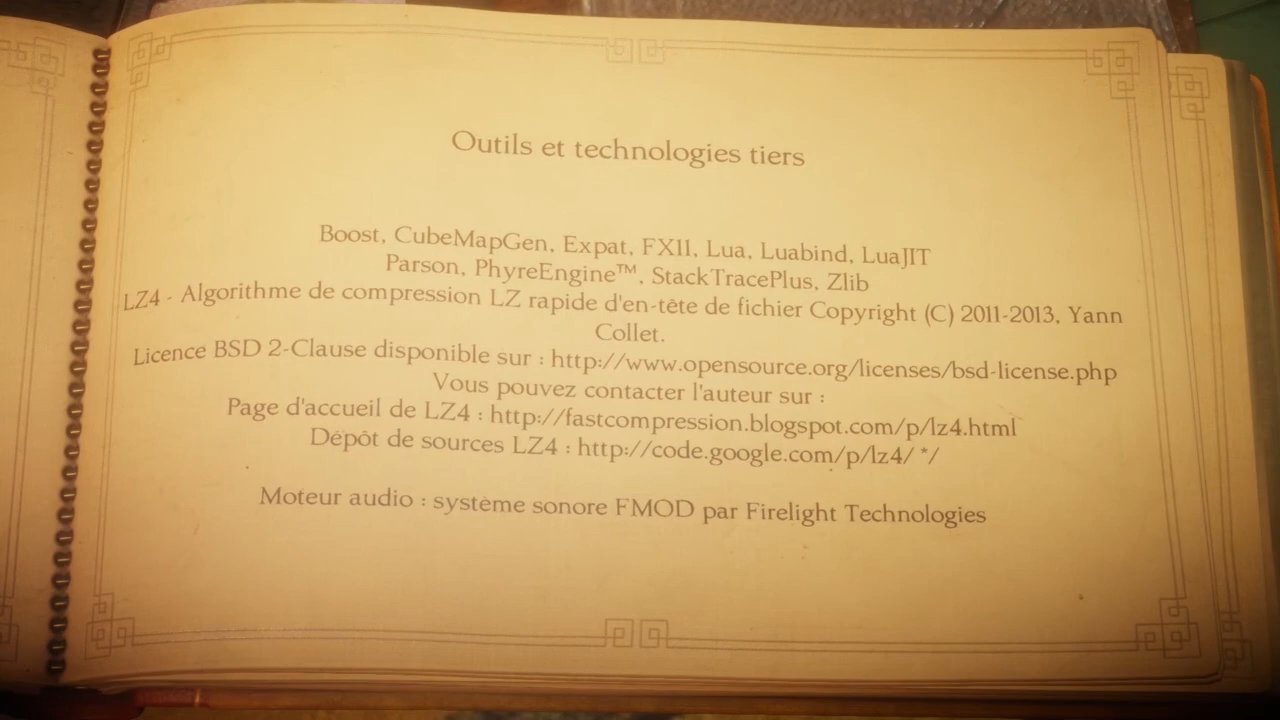 Outils et technologies tiers
Boost, CubeMapGen, Expat, FX11, Lua, Luabind, LuaJIT
Parson, PhyreEngine™, StackTracePlus, Zlib
LZ4 - Algorithme de compression LZ rapide d'en-tête de fichier Copyright (C) 2011-2013, Yann
Collet.
Licence BSD 2-Clause disponible sur : http://www.opensource.org/licenses/bsd-license.php
Vous pouvez contacter l'auteur sur :
Page d'accueil de LZ4 : http://fastcompression.blogspot.com/p/lz4.html
Dépôt de sources LZ4 : http://code.google.com/p/lz4/ */
Moteur audio : système sonore FMOD par Firelight Technologies